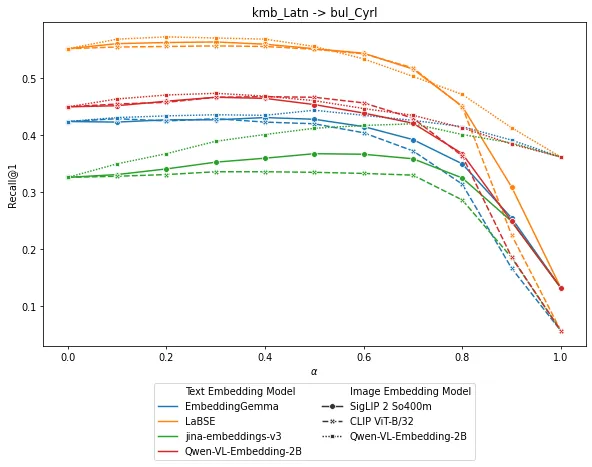 kmb_Latn -> bul_Cyrl
Recall@1
0.5
0.4
0.3
0.2
0.1
0.0 0.2 0.4 0.6 0.8 1.0
α
Text Embedding Model
EmbeddingGemma
LaBSE
jina-embeddings-v3
Qwen-VL-Embedding-2B
Image Embedding Model
SigLIP 2 So400m
CLIP ViT-B/32
Qwen-VL-Embedding-2B